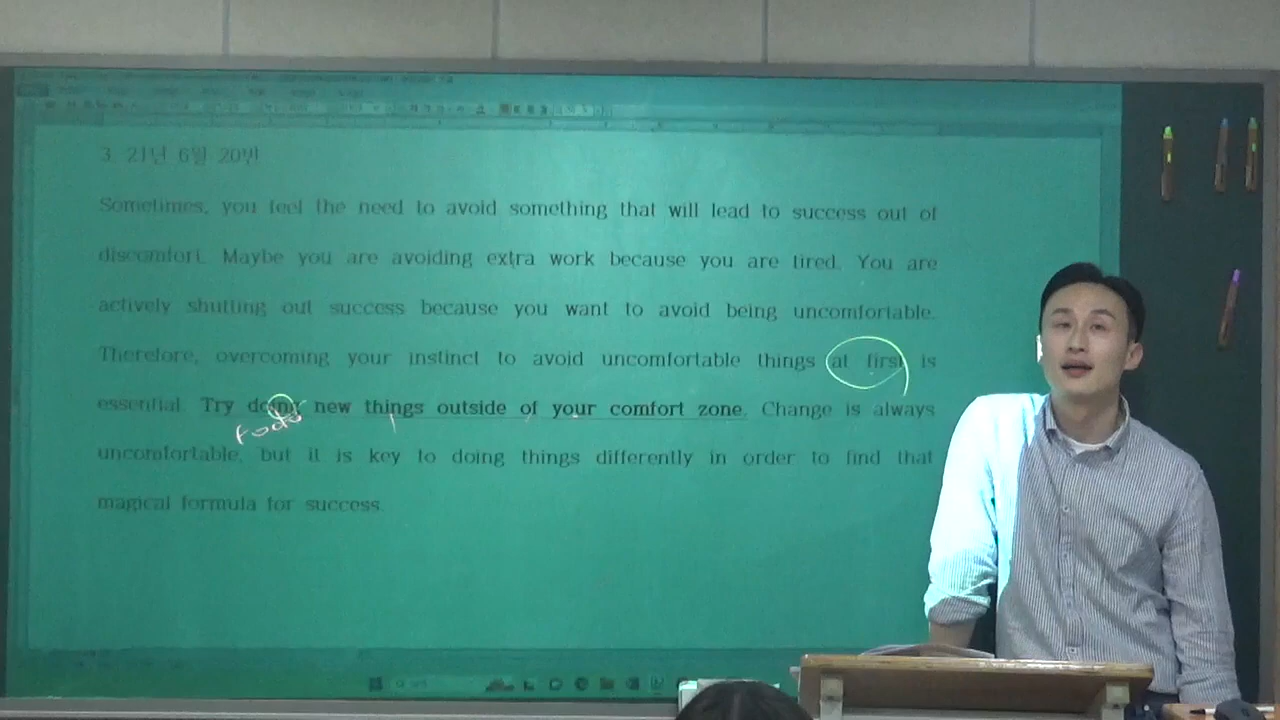 3. 21년 6월 20번
Sometimes, you feel the need to avoid something that will lead to success out of
discomfort. Maybe you are avoiding extra work because you are tired. You are
actively shutting out success because you want to avoid being uncomfortable.
Therefore, overcoming your instinct to avoid uncomfortable things at first is
essential. Try doing new things outside of your comfort zone. Change is always
uncomfortable, but it is key to doing things differently in order to find that
magical formula for success.